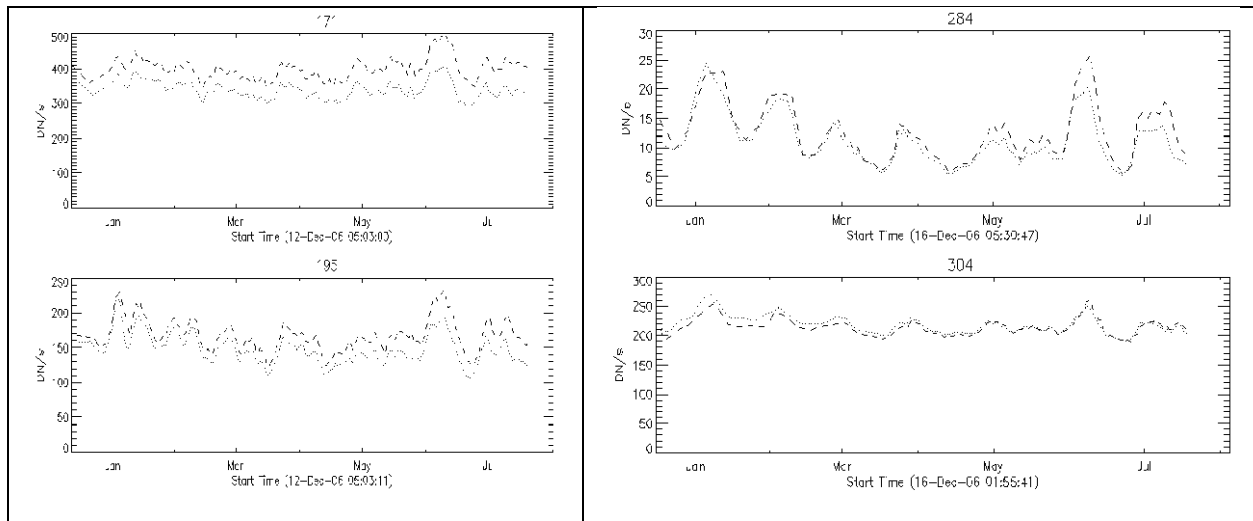 171
500
400
300
200
100
0
DN/s
Jan Mar May Jul
Start Time (12-Dec-06 05:03:00)
195
250
200
150
100
50
0
DN/s
Jan Mar May Jul
Start Time (12-Dec-06 05:03:11)
284
30
25
20
15
10
5
0
DN/s
Jan Mar May Jul
Start Time (16-Dec-06 05:30:47)
304
300
250
200
150
100
50
0
DN/s
Jan Mar May Jul
Start Time (16-Dec-06 01:55:41)